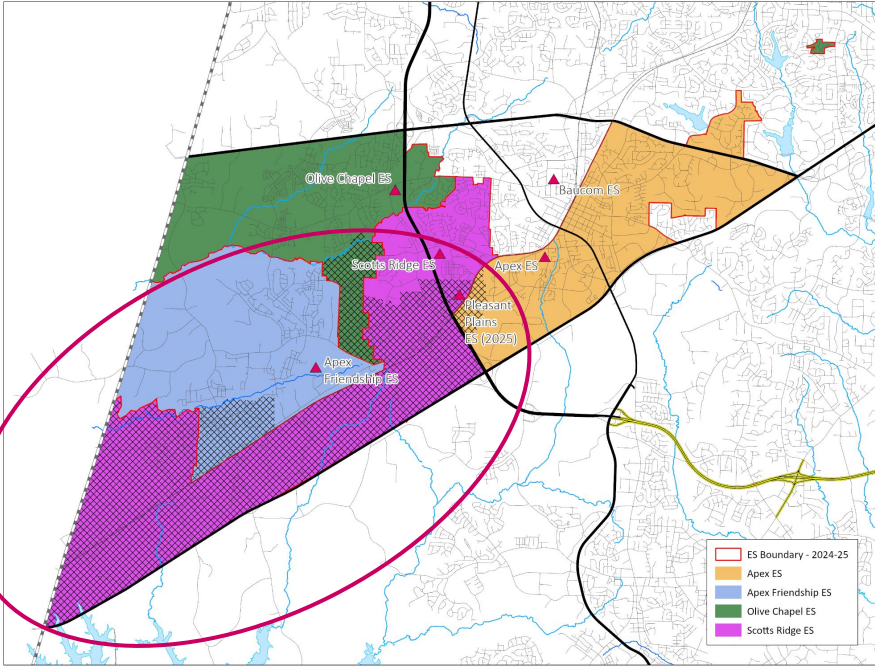 Olive Chapel ES
Baucom ES
Scotts Ridge ES
Apex ES
Pleasant
Plains
ES (2025)
Apex
Friendship ES
ES Boundary - 2024-25
Apex ES
Apex Friendship ES
Olive Chapel ES
Scotts Ridge ES